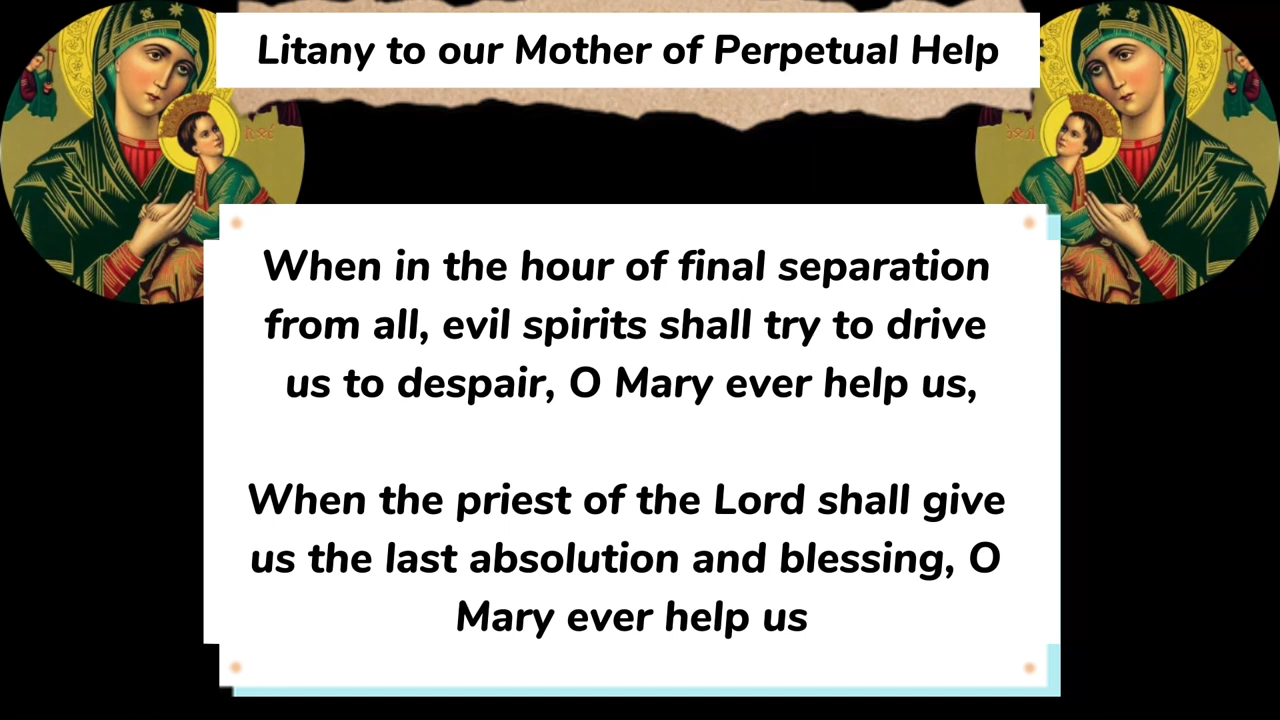 Litany to our Mother of Perpetual Help
When in the hour of final separation
from all, evil spirits shall try to drive
us to despair, O Mary ever help us,
When the priest of the Lord shall give
us the last absolution and blessing, O
Mary ever help us